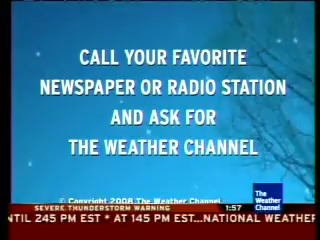 CALL YOUR FAVORITE
NEWSPAPER OR RADIO STATION
AND ASK FOR
THE WEATHER CHANNEL
© Copyright 2008 The Weather Channel
The
Weather
Channel
SEVERE THUNDERSTORM WARNING
1:57
NTIL 245 PM EST * AT 145 PM EST...NATIONAL WEATHER